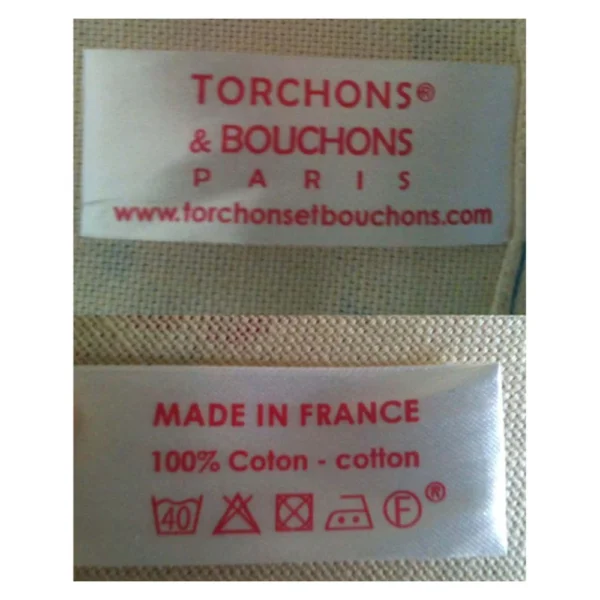 TORCHONS®
& BOUCHONS
PARIS
www.torchonsetbouchons.com
MADE IN FRANCE
100% Coton - cotton
40 F ®